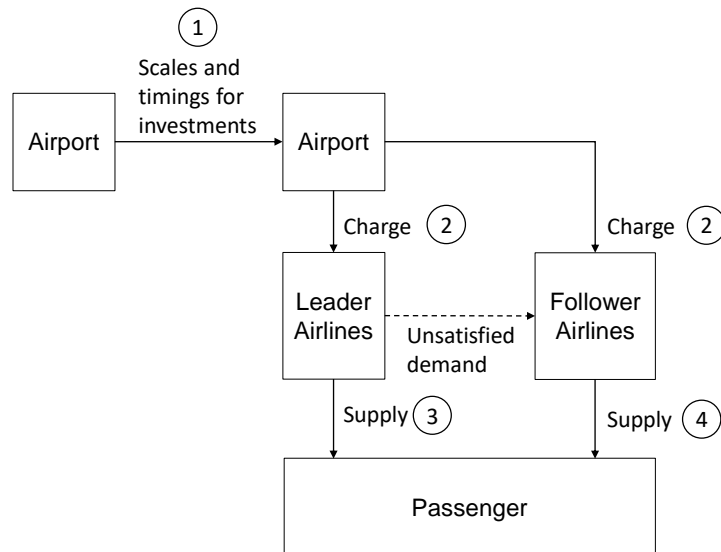 1
Scales and
timings for
investments
Airport
Airport
Charge
2
Charge
2
Leader
Airlines
Follower
Airlines
Unsatisfied
demand
Supply
3
Supply
4
Passenger